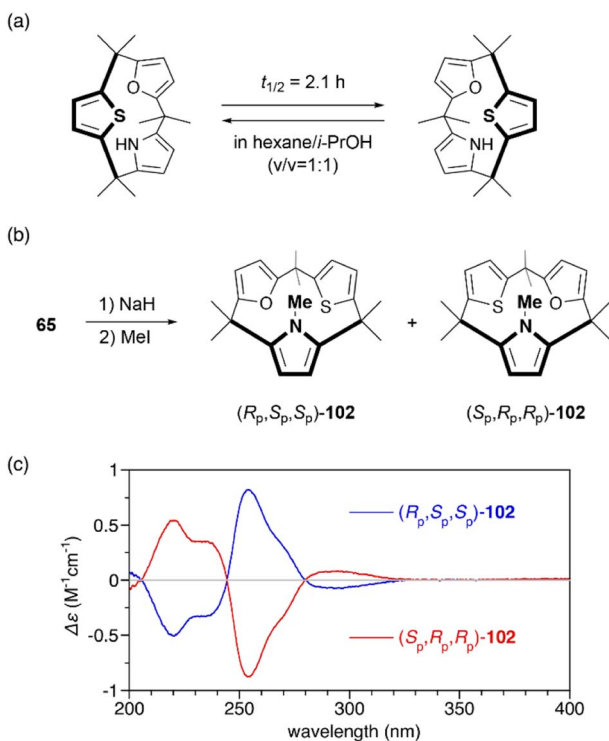 (a)
O
S
HN
t1/2 = 2.1 h
in hexane/i-PrOH
(v/v=1:1)
O
S
NH
(b)
65
1) NaH
2) MeI
O
S
Me
N
+
S
O
Me
N
(Rp,Sp,Sp)-102
(Sp,Rp,Rp)-102
(c)
Δε (M-1cm-1)
1
0.5
0
-0.5
-1
(Rp,Sp,Sp)-102
(Sp,Rp,Rp)-102
200
250
300
350
400
wavelength (nm)